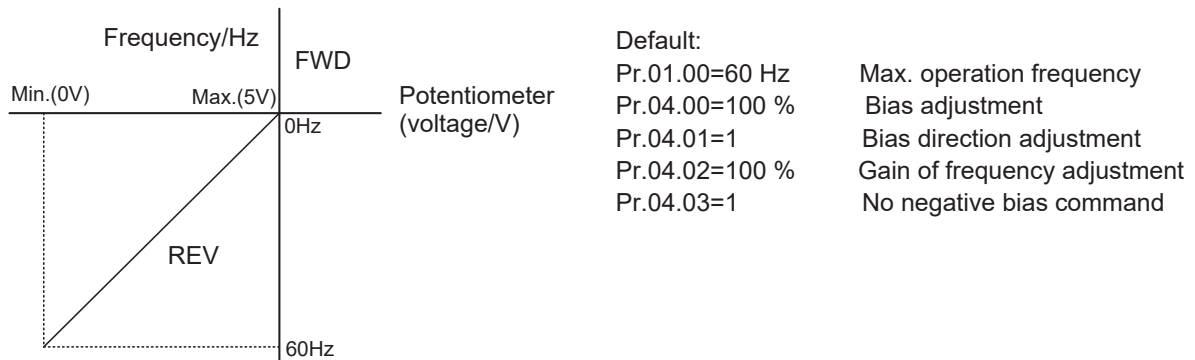 Frequency/Hz
FWD
Min.(0V)
Max.(5V)
Potentiometer
(voltage/V)
0Hz
REV
60Hz
Default:
Pr.01.00=60 Hz Max. operation frequency
Pr.04.00=100 % Bias adjustment
Pr.04.01=1 Bias direction adjustment
Pr.04.02=100 % Gain of frequency adjustment
Pr.04.03=1 No negative bias command